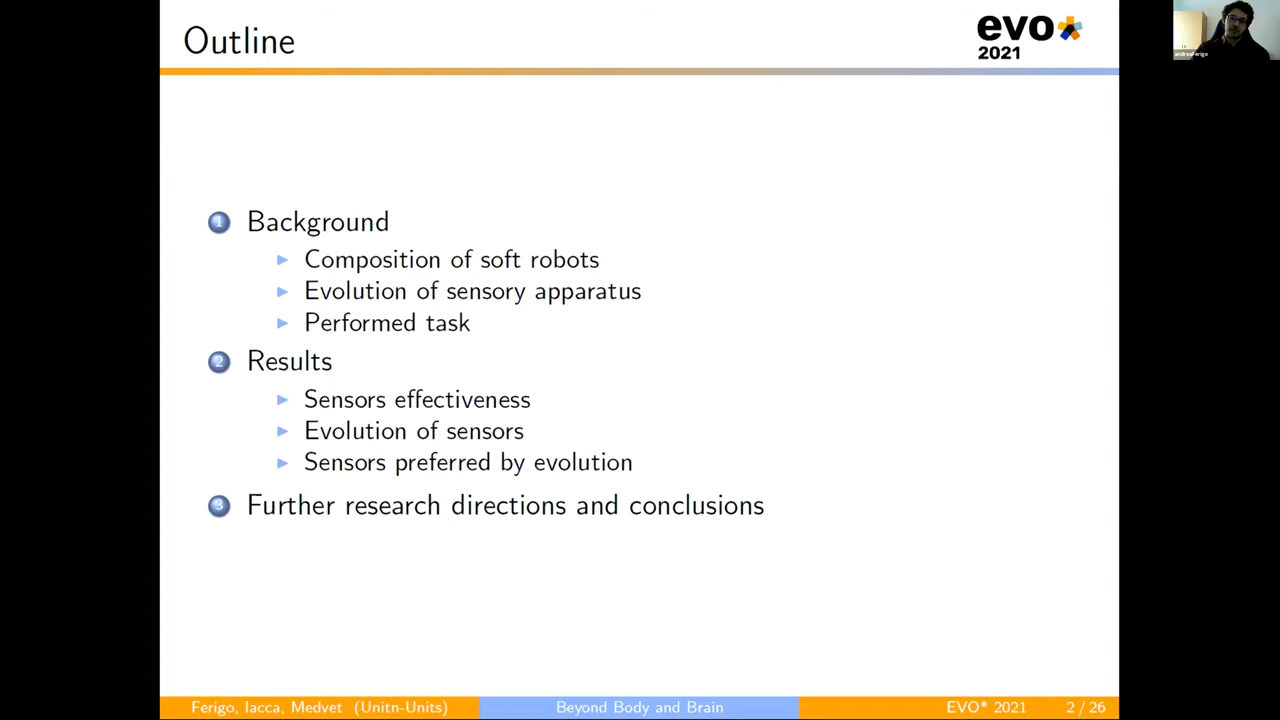 Outline
evo
2021
andrea ferigo
1 Background
Composition of soft robots
Evolution of sensory apparatus
Performed task
2 Results
Sensors effectiveness
Evolution of sensors
Sensors preferred by evolution
3 Further research directions and conclusions
Ferigo, Iacca, Medvet (Unitn-Units) Beyond Body and Brain EVO* 2021 2 / 26